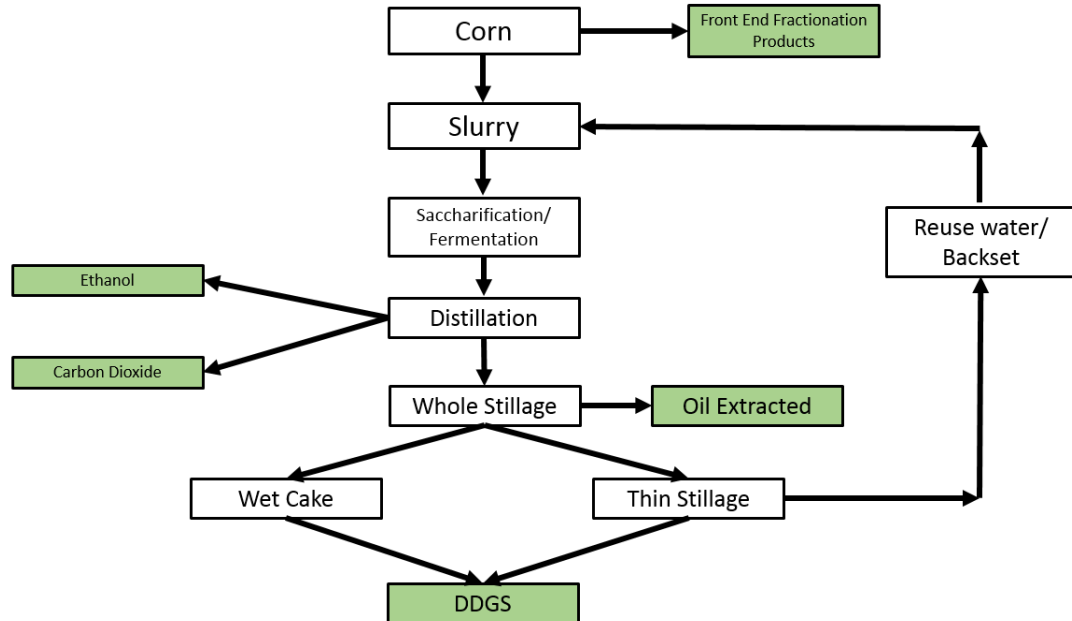 Corn
Front End Fractionation
Products
Slurry
Saccharification/
Fermentation
Reuse water/
Backset
Ethanol
Distillation
Carbon Dioxide
Whole Stillage
Oil Extracted
Wet Cake
Thin Stillage
DDGS